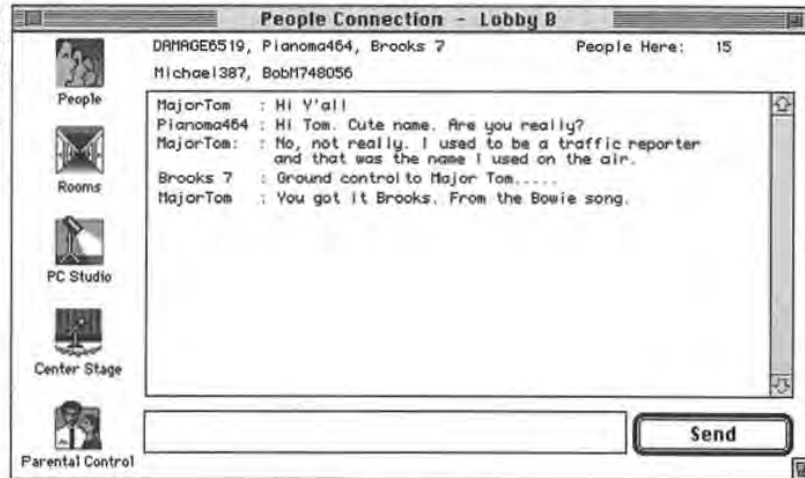 People Connection - Lobby B
DAMAGE6519, Pianoma464, Brooks 7 People Here: 15
Michael387, BobM748056
People
Rooms
PC Studio
Center Stage
Parental Control
MajorTom : Hi Y'all
Pianoma464 : Hi Tom. Cute name. Are you really?
MajorTom: : No, not really. I used to be a traffic reporter
and that was the name I used on the air.
Brooks 7 : Ground control to Major Tom.....
MajorTom : You got it Brooks. From the Bowie song.
Send